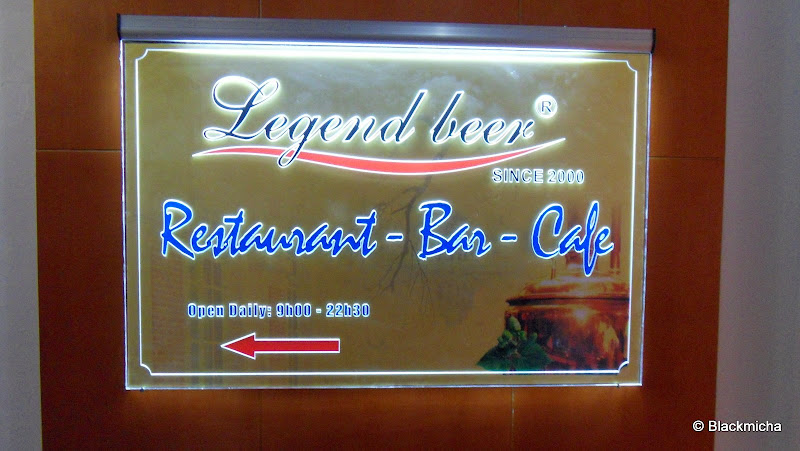 Legend beer®
SINCE 2000
Restaurant - Bar - Cafe
Open Daily: 9h00 - 22h30
© Blackmicha